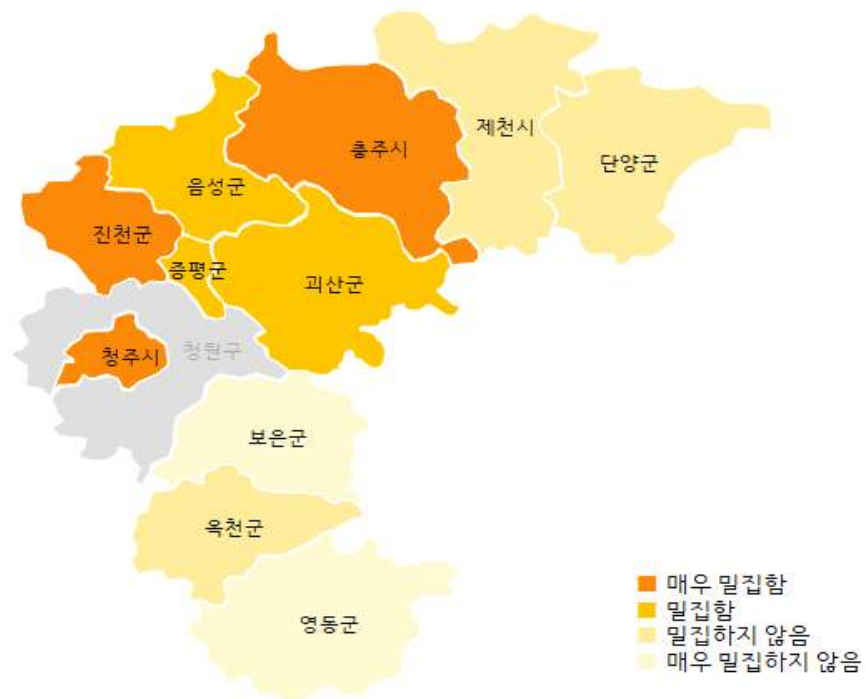 제천시
충주시
단양군
음성군
진천군
증평군
괴산군
청주시
청원구
보은군
옥천군
영동군
매우 밀집함
밀집함
밀집하지 않음
매우 밀집하지 않음